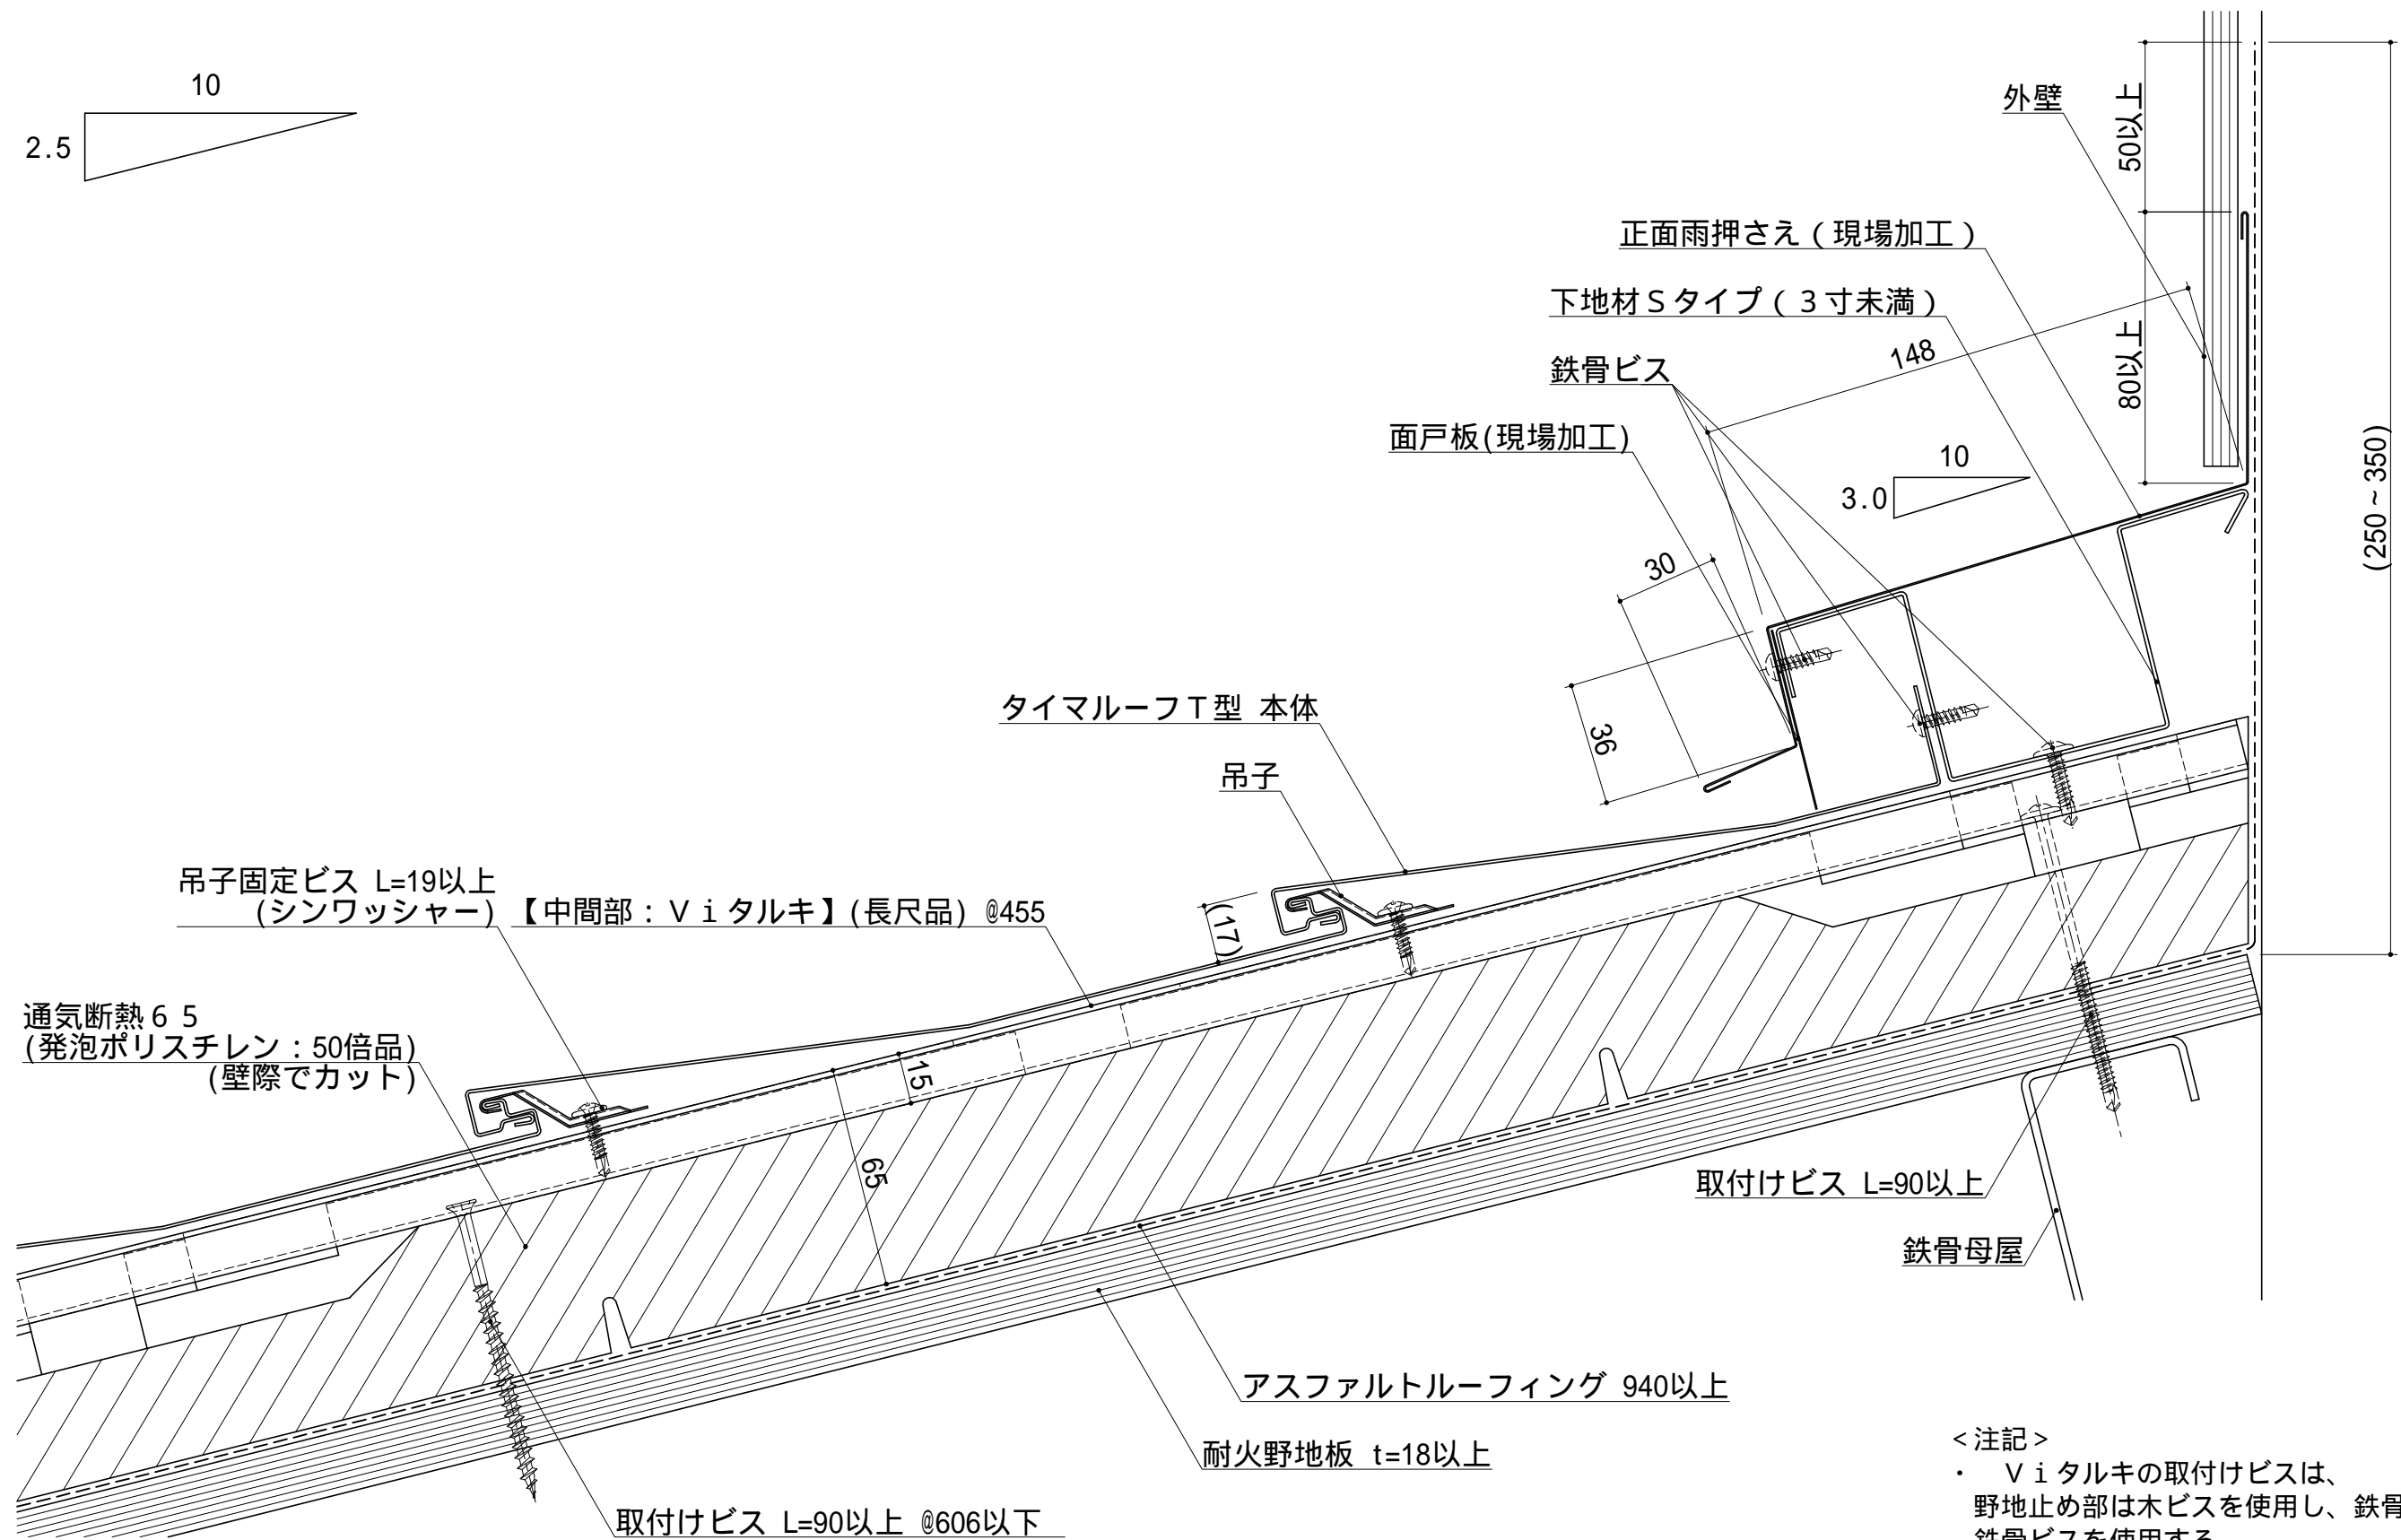 10
2.5
外壁
50以上
正面雨押さえ(現場加工)
下地材Sタイプ(3寸未満)
148
80以上
鉄骨ビス
面戸板(現場加工)
10
3.0
(250~350)
30
36
タイマルーフT型 本体
吊子
吊子固定ビス L=19以上
(シンワッシャー)
【中間部:Viタルキ】(長尺品) @455
(17)
通気断熱65
(発泡ポリスチレン:50倍品)
(壁際でカット)
15
65
取付けビス L=90以上
鉄骨母屋
アスファルトルーフィング 940以上
耐火野地板 t=18以上
取付けビス L=90以上 @606以下
<注記>
・ Viタルキの取付けビスは、
野地止め部は木ビスを使用し、鉄骨
鉄骨ビスを使用する